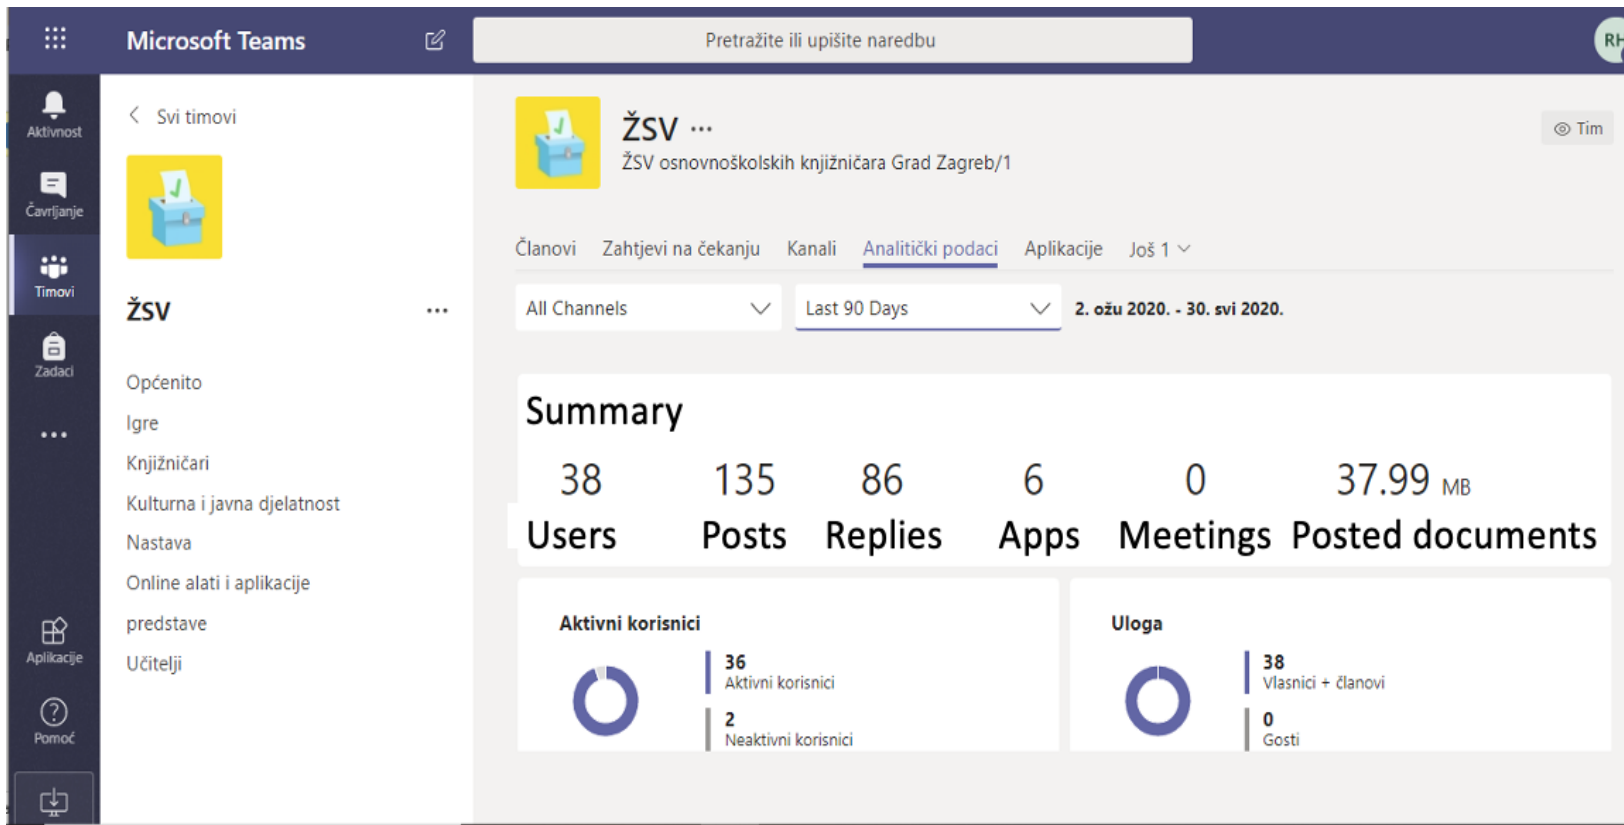 Microsoft Teams
Pretražite ili upišite naredbu
RH
Aktivnost
Čavrljanje
Timovi
Zadaci
Aplikacije
Pomoć
Svi timovi
ŽSV
Općenito
Igre
Knjižničari
Kulturna i javna djelatnost
Nastava
Online alati i aplikacije
predstave
Učitelji
ŽSV
ŽSV osnovnoškolskih knjižničara Grad Zagreb/1
Tim
Članovi Zahtjevi na čekanju Kanali Analitički podaci Aplikacije Još 1
All Channels Last 90 Days 2. ožu 2020. - 30. svi 2020.
Summary
38 135 86 6 0 37.99 MB
Users Posts Replies Apps Meetings Posted documents
Aktivni korisnici
36
Aktivni korisnici
2
Neaktivni korisnici
Uloga
38
Vlasnici + članovi
0
Gosti